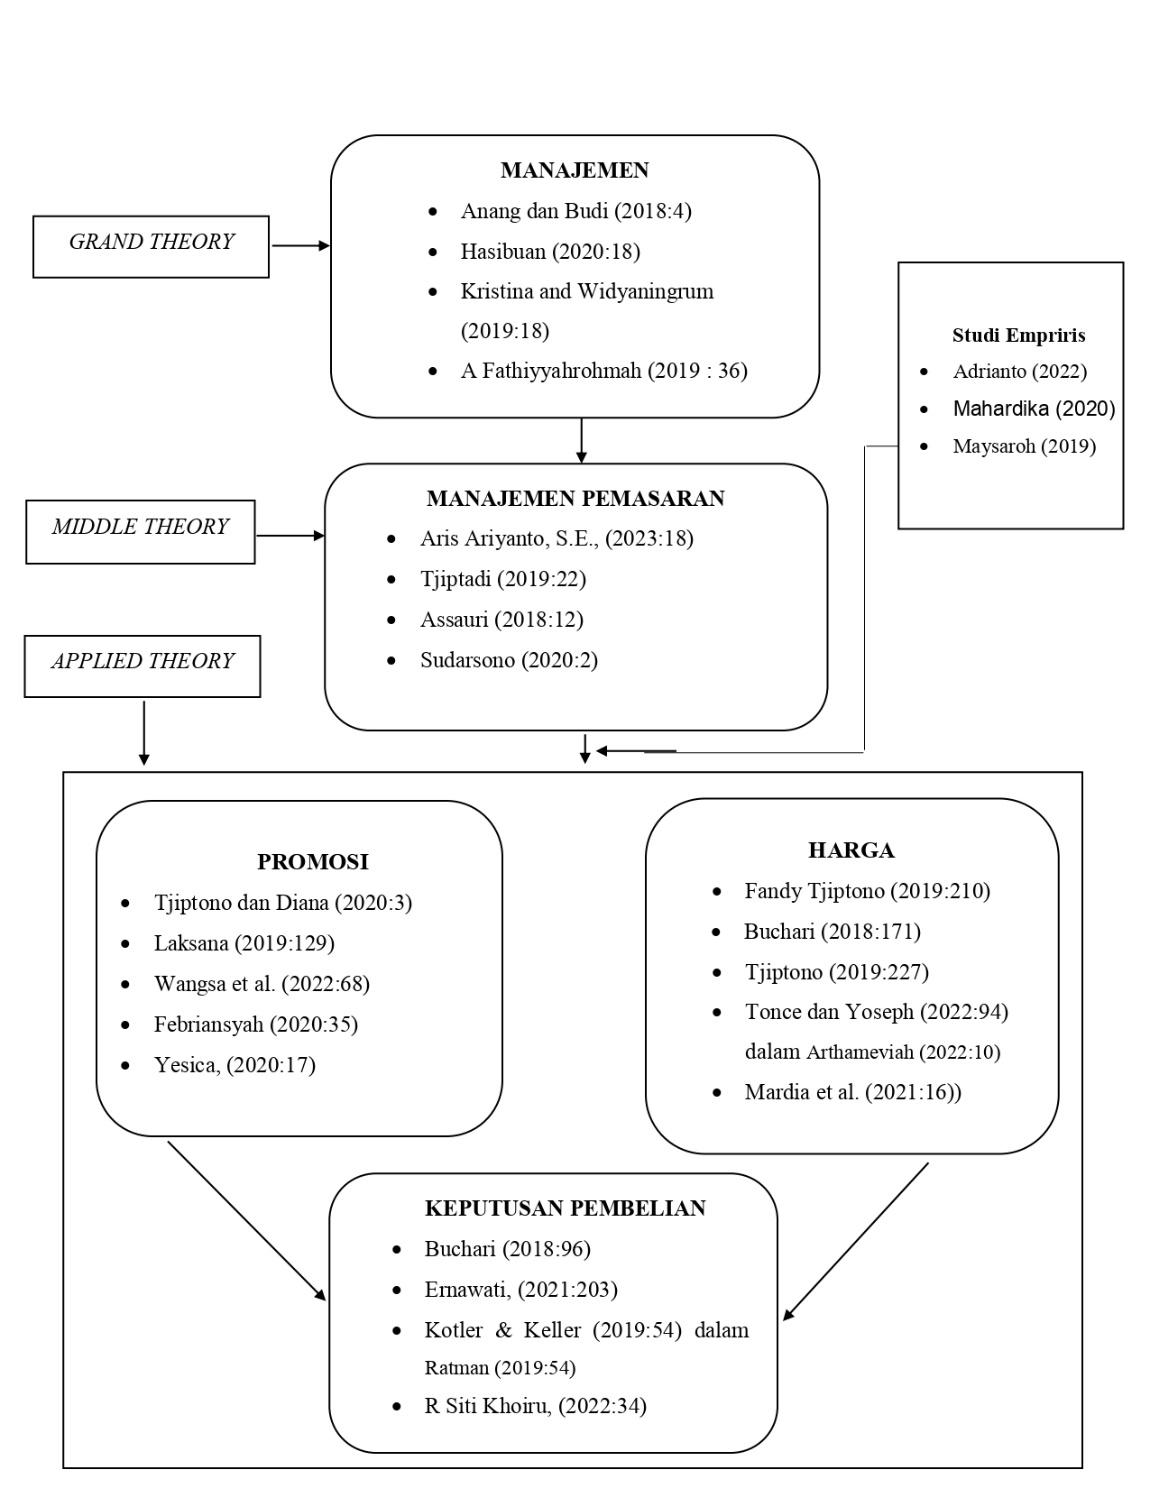 MANAJEMEN
• Anang dan Budi (2018:4)
• Hasibuan (2020:18)
• Kristina and Widyaningrum
(2019:18)
• A Fathiyyahrohmah (2019 : 36)
GRAND THEORY
Studi Empriris
• Adrianto (2022)
• Mahardika (2020)
• Maysaroh (2019)
MANAJEMEN PEMASARAN
• Aris Ariyanto, S.E., (2023:18)
• Tjiptadi (2019:22)
• Assauri (2018:12)
• Sudarsono (2020:2)
MIDDLE THEORY
APPLIED THEORY
PROMOSI
• Tjiptono dan Diana (2020:3)
• Laksana (2019:129)
• Wangsa et al. (2022:68)
• Febriansyah (2020:35)
• Yesica, (2020:17)
HARGA
• Fandy Tjiptono (2019:210)
• Buchari (2018:171)
• Tjiptono (2019:227)
• Tonce dan Yoseph (2022:94)
dalam Arthameviah (2022:10)
• Mardia et al. (2021:16))
KEPUTUSAN PEMBELIAN
• Buchari (2018:96)
• Ernawati, (2021:203)
• Kotler & Keller (2019:54) dalam
Ratman (2019:54)
• R Siti Khoiru, (2022:34)